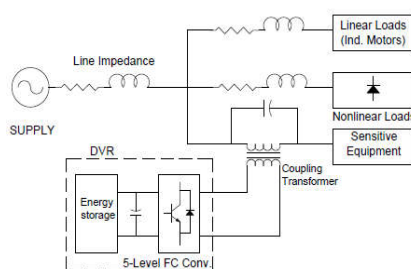 Linear Loads
(Ind. Motors)
Line Impedance
SUPPLY
Nonlinear Loads
Sensitive
Equipment
DVR
Coupling
Transformer
Energy
storage
5-Level FC Conv.